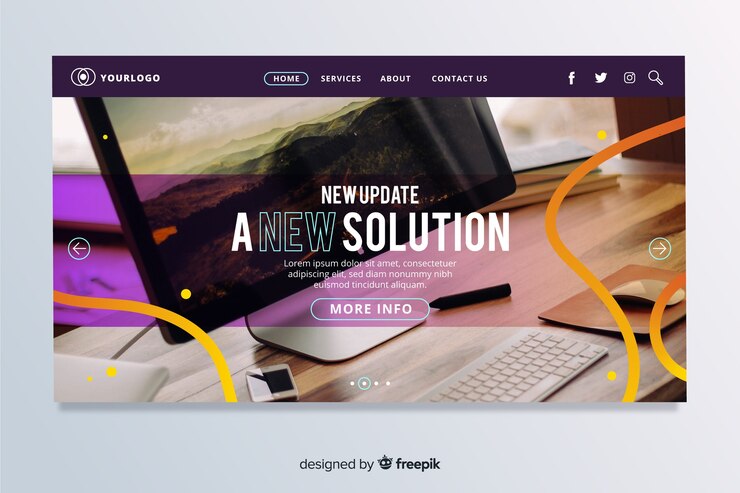 YOURLOGO
HOME SERVICES ABOUT CONTACT US
NEW UPDATE
A NEW SOLUTION
Lorem ipsum dolor sit amet, consectetuer
adipiscing elit, sed diam nonummy nibh
euismod tincidunt aliquam.
MORE INFO
designed by freepik